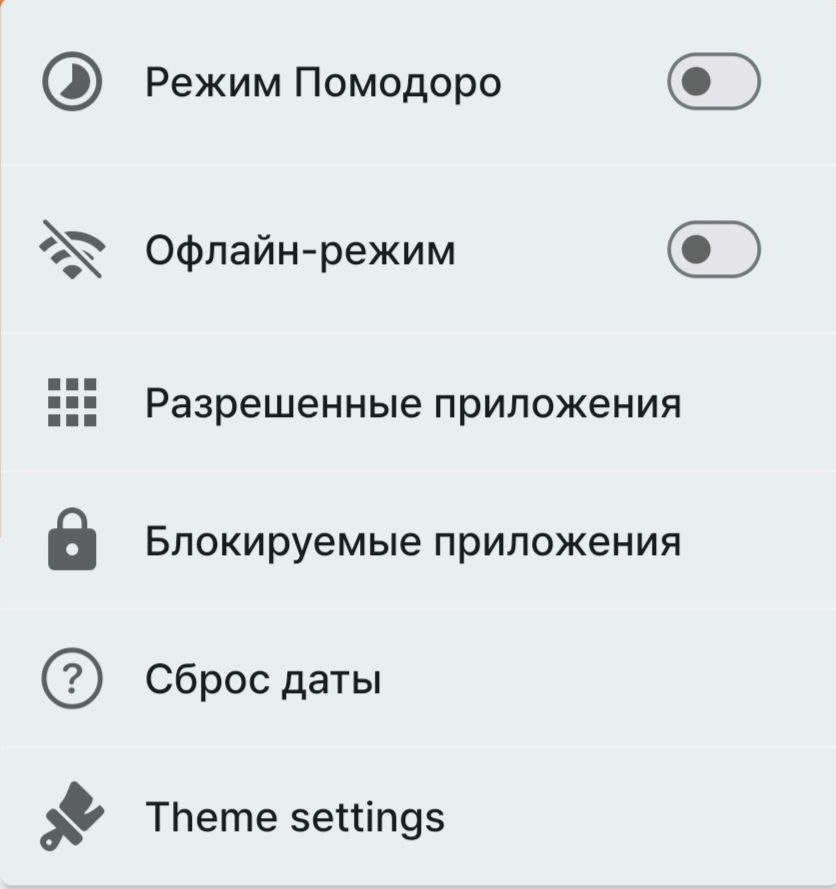 Режим Помодоро
Офлайн-режим
Разрешенные приложения
Блокируемые приложения
Сброс даты
Theme settings